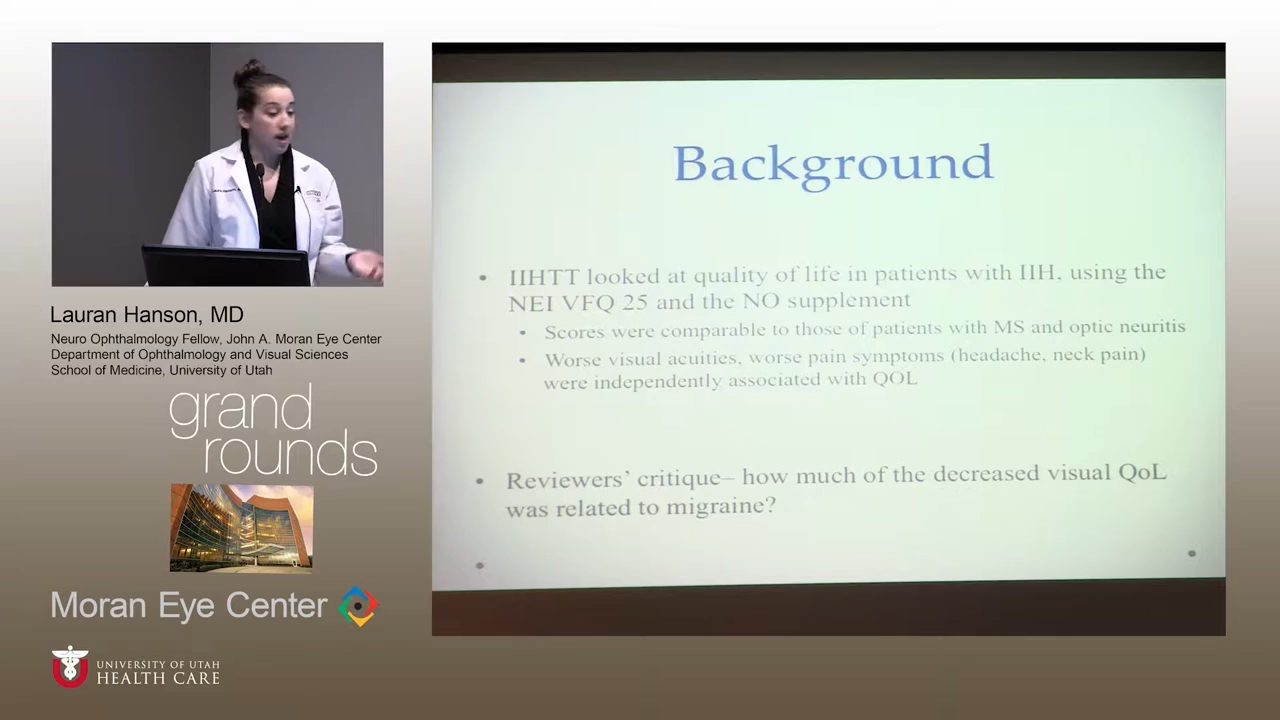 Lauran Hanson, MD
Neuro Ophthalmology Fellow, John A. Moran Eye Center
Department of Ophthalmology and Visual Sciences
School of Medicine, University of Utah
grand
rounds
Moran Eye Center
UNIVERSITY OF UTAH
HEALTH CARE
Background
• IIHTT looked at quality of life in patients with IIH, using the
NEI VFQ 25 and the NO supplement
• Scores were comparable to those of patients with MS and optic neuritis
• Worse visual acuities, worse pain symptoms (headache, neck pain)
were independently associated with QOL
• Reviewers' critique– how much of the decreased visual QoL
was related to migraine?